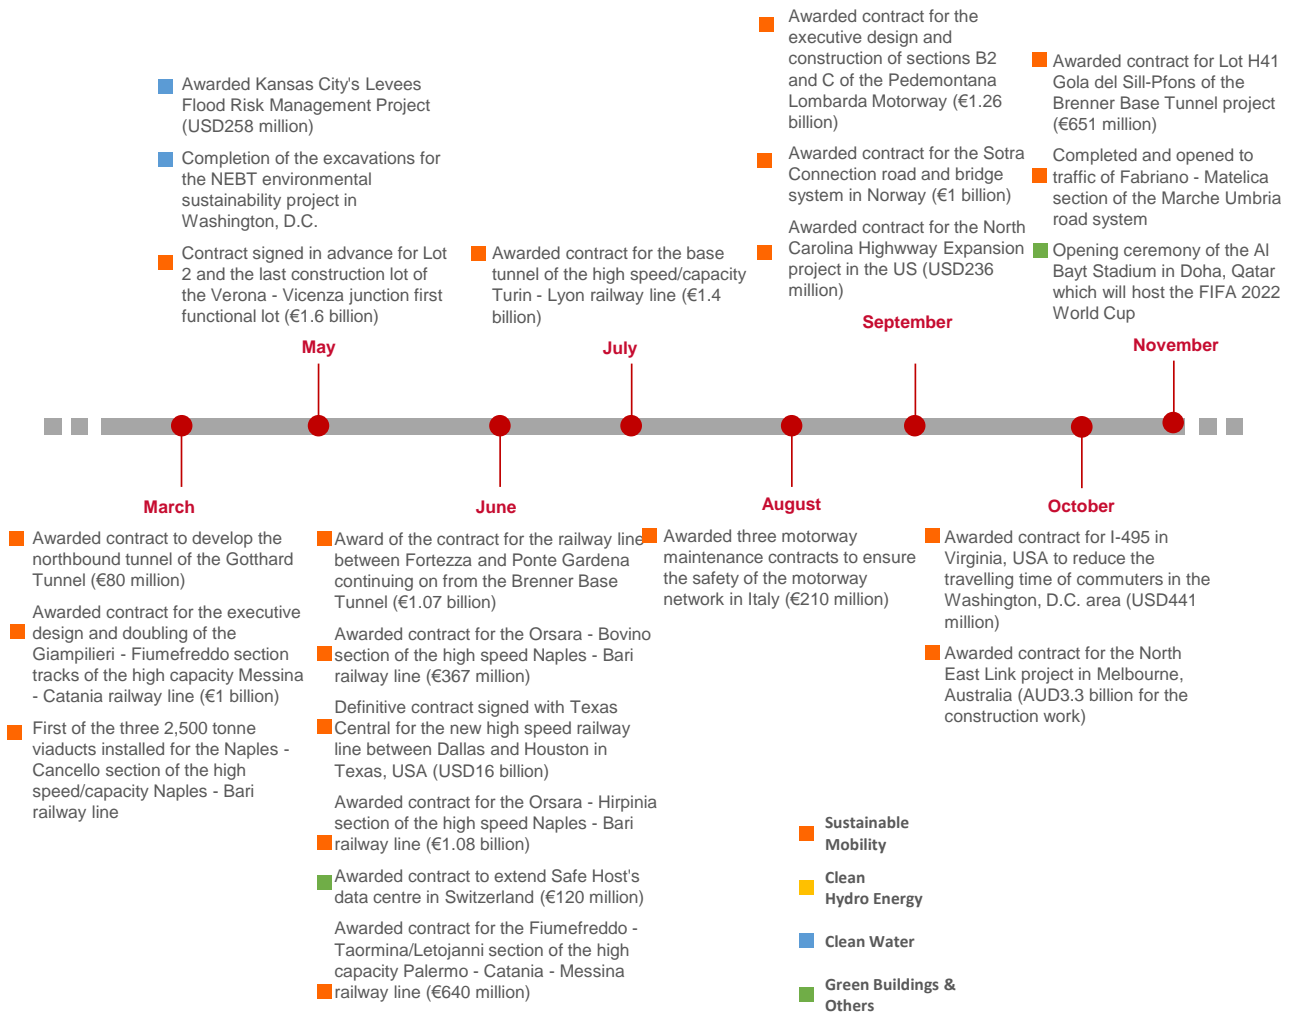 Awarded Kansas City's Levees
Flood Risk Management Project
(USD258 million)
Completion of the excavations for
the NEBT environmental
sustainability project in
Washington, D.C.
Contract signed in advance for Lot
2 and the last construction lot of
the Verona - Vicenza junction first
functional lot (€1.6 billion)
May
Awarded contract for the base
tunnel of the high speed/capacity
Turin - Lyon railway line (€1.4
billion)
July
Awarded contract for the
executive design and
construction of sections B2
and C of the Pedemontana
Lombarda Motorway (€1.26
billion)
Awarded contract for the Sotra
Connection road and bridge
system in Norway (€1 billion)
Awarded contract for the North
Carolina Highwway Expansion
project in the US (USD236
million)
September
Awarded contract for Lot H41
Gola del Sill-Pfons of the
Brenner Base Tunnel project
(€651 million)
Completed and opened to
traffic of Fabriano - Matelica
section of the Marche Umbria
road system
Opening ceremony of the Al
Bayt Stadium in Doha, Qatar
which will host the FIFA 2022
World Cup
November
March
Awarded contract to develop the
northbound tunnel of the Gotthard
Tunnel (€80 million)
Awarded contract for the executive
design and doubling of the
Giampilieri - Fiumefreddo section
tracks of the high capacity Messina
- Catania railway line (€1 billion)
First of the three 2,500 tonne
viaducts installed for the Naples -
Cancello section of the high
speed/capacity Naples - Bari
railway line
June
Award of the contract for the railway line
between Fortezza and Ponte Gardena
continuing on from the Brenner Base
Tunnel (€1.07 billion)
Awarded contract for the Orsara - Bovino
section of the high speed Naples - Bari
railway line (€367 million)
Definitive contract signed with Texas
Central for the new high speed railway
line between Dallas and Houston in
Texas, USA (USD16 billion)
Awarded contract for the Orsara - Hirpinia
section of the high speed Naples - Bari
railway line (€1.08 billion)
Awarded contract to extend Safe Host's
data centre in Switzerland (€120 million)
Awarded contract for the Fiumefreddo -
Taormina/Letojanni section of the high
capacity Palermo - Catania - Messina
railway line (€640 million)
August
Awarded three motorway
maintenance contracts to ensure
the safety of the motorway
network in Italy (€210 million)
October
Awarded contract for I-495 in
Virginia, USA to reduce the
travelling time of commuters in the
Washington, D.C. area (USD441
million)
Awarded contract for the North
East Link project in Melbourne,
Australia (AUD3.3 billion for the
construction work)
Sustainable
Mobility
Clean
Hydro Energy
Clean Water
Green Buildings &
Others